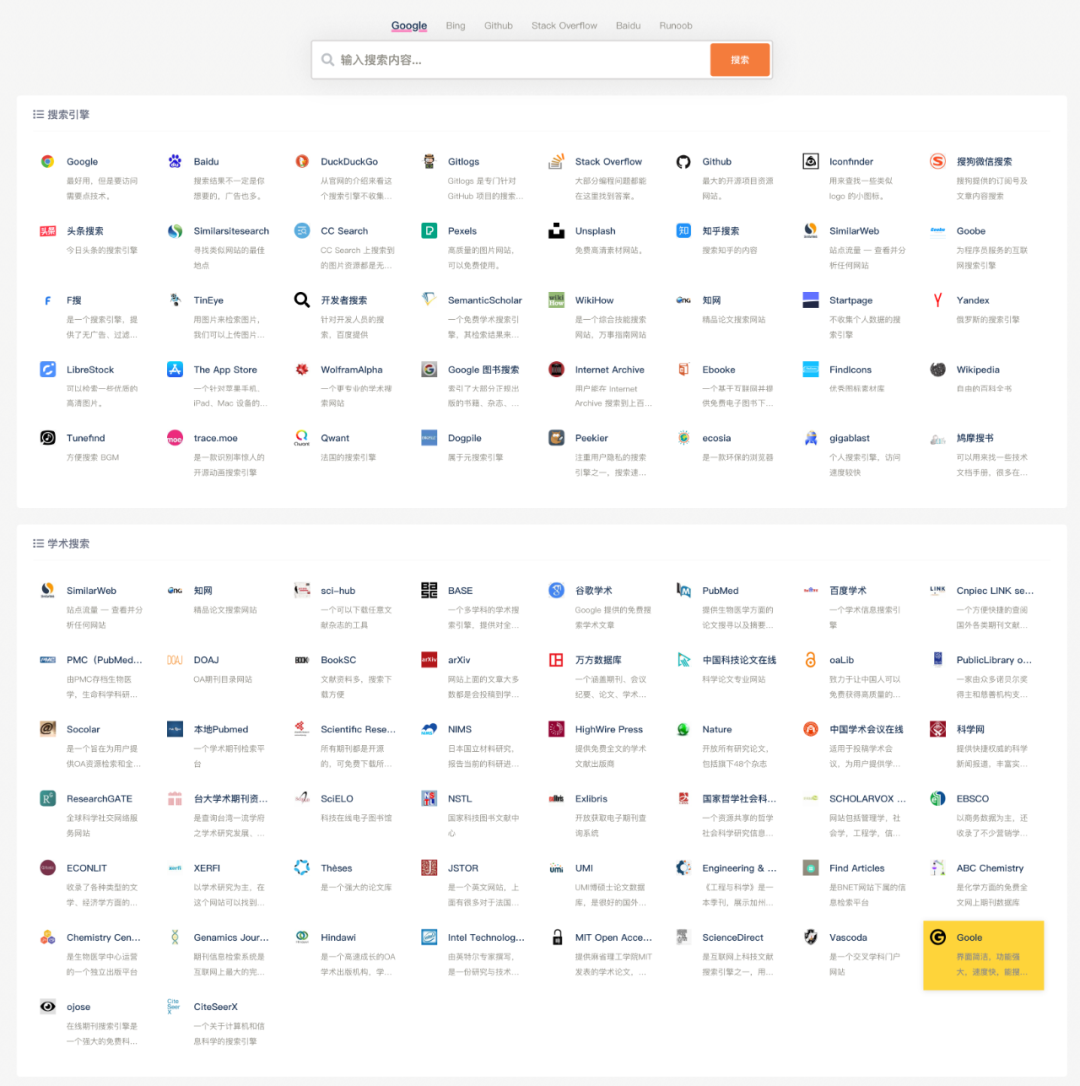 Google Bing Github Stack Overflow Baidu Runoob
输入搜索内容...
搜索
搜索引擎
Google Baidu DuckDuckGo Gitlogs Stack Overflow Github Iconfinder 搜狗微信搜索
最好用，但是要访问 搜索结果不一定是你 从官网的介绍来看这 Gitlogs 是专门针对 大部分编程问题都能 最大的开源项目资源 用来查找一些类似 搜狗提供的订阅号及
需要点技术。 想要的，广告也多。 个搜索引擎不收集... GitHub 项目的搜索... 在这里找到答案。 网站。 logo 的小图标。 文章内容搜索
头条 头条搜索 Similarsitesearch CC Search Pexels Unsplash 知 知乎搜索 SimilarWeb Goobe
今日头条的搜索引擎 寻找类似网站的最佳 CC Search 上搜索到 高质量的图片网站， 免费高清素材网站。 搜索知乎的内容 站点流量 — 查看并分 为程序员服务的互联
地点 的图片资源都是无... 可以免费使用。 析任何网站 网搜索引擎
F搜 TinEye 开发者搜索 SemanticScholar WikiHow 知网 Startpage Yandex
是一个搜索引擎，提 用图片来检索图片， 针对开发人员的搜 一个免费学术搜索引 是一个综合技能搜索 精品论文搜索网站 不收集个人数据的搜 俄罗斯的搜索引擎
供了无广告、过滤... 我们可以上传图片... 索，百度提供 擎，其检索结果来... 网站、万事指南网站 索引擎
LibreStock The App Store WolframAlpha Google 图书搜索 Internet Archive Ebooke FindIcons Wikipedia
可以检索一些优质的 一个针对苹果手机、 一个更专业的学术搜 索引了大部分正规出 用户能在 Internet 一个基于互联网并提 优秀图标素材库 自由的百科全书
高清图片。 iPad、Mac 设备的... 索网站 版的书籍、杂志、... Archive 搜索到上百... 供免费电子图书下...
Tunefind trace.moe Qwant Dogpile Peekier ecosia gigablast 鸠摩搜书
方便搜索 BGM 是一款识别率惊人的 法国的搜索引擎 属于元搜索引擎 注重用户隐私的搜索 是一款环保的浏览器 个人搜索引擎，访问 可以用来找一些技术
开源动画搜索引擎 引擎之一，搜索速... 速度较快 文档手册，很多在...
学术搜索
SimilarWeb 知网 sci-hub BASE 谷歌学术 PubMed 百度学术 Cnpiec LINK se...
站点流量 — 查看并分 精品论文搜索网站 一个可以下载任意文 一个多学科的学术搜 Google 提供的免费搜 提供生物医学方面的 一个学术信息搜索引 一个方便快捷的查阅
析任何网站 献杂志的工具 索引擎，提供对全... 索学术文章 论文搜寻以及摘要... 擎 国外各类期刊文献...
PMC（PubMed... DOAJ BookSC arXiv 万方数据库 中国科技论文在线 oaLib PublicLibrary o...
由PMC存档生物医 OA期刊目录网站 文献资料多，搜索下 网站上面的文章大多 一个涵盖期刊、会议 科学论文专业网站 致力于让中国人可以 一家由众多诺贝尔奖
学，生命科学科研... 载方便 数都是会投稿到学... 纪要、论文、学术... 免费获得高质量的... 得主和慈善机构支...
Socolar 本地Pubmed Scientific Rese... NIMS HighWire Press Nature 中国学术会议在线 科学网
是一个旨在为用户提 一个学术期刊检索平 所有期刊都是开源 日本国立材料研究， 提供免费全文的学术 开放所有研究论文， 适用于投稿学术会 提供快捷权威的科学
供OA资源检索和全... 台 的，可免费下载所... 报告当前的科研进... 文献出版商 包括旗下48个杂志 议，为用户提供学... 新闻报道，丰富实...
ResearchGATE 台大学术期刊资... SciELO NSTL Exlibris 国家哲学社会科... SCHOLARVOX ... EBSCO
全球科学社交网络服 是查询台湾一流学府 科技在线电子图书馆 国家科技图书文献中 开放获取电子期刊查 一个资源共享的哲学 网站包括管理学，社 以商务数据为主，还
务网站 之学术研究发展、... 心 询系统 社会科学研究信息... 会学，工程学，信... 收录了不少营销学...
ECONLIT XERFI Thèses JSTOR UMI Engineering & ... Find Articles ABC Chemistry
收录了各种类型的文 以学术研究为主，在 是一个强大的论文库 是一个英文网站，上 UMI博硕士论文数据 《工程与科学》是一 是BNET网站下属的信 是化学方面的免费全
学，经济学方面的... 这个网站可以找到... 面有很多对于法国... 库，是很好的国外... 本季刊，展示加州... 息检索平台 文网上期刊数据库
Chemistry Cen... Genamics Jour... Hindawi Intel Technolog... MIT Open Acce... ScienceDirect Vascoda Goole
是生物医学中心运营 期刊信息检索系统是 是一个高速成长的OA 由英特尔专家撰写， 提供麻省理工学院MIT 是互联网上科技文献 是一个交叉学科门户 界面简洁，功能强
的一个独立出版平台 互联网上最大的完... 学术出版机构，学... 是一份研究与技术... 发表的学术论文，... 搜索引擎之一，用... 网站 大，速度快，能搜...
ojose CiteSeerX
在线期刊搜索引擎是 一个关于计算机和信
一个强大的免费科... 息科学的搜索引擎